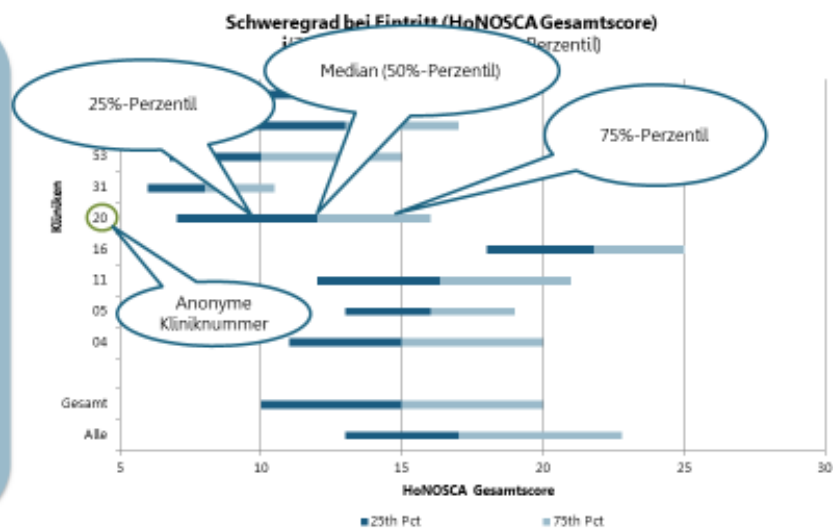 Schweregrad bei Eintritt (HoNOSCA Gesamtscore)
Perzentil)
Median (50%-Perzentil)
25%-Perzentil
75%-Perzentil
53
31
Kliniken
20
16
11
Anonyme
Kliniknummer
05
04
Gesamt
Alle
5 10 15 20 25 30
HoNOSCA Gesamtscore
25th Pct 75th Pct